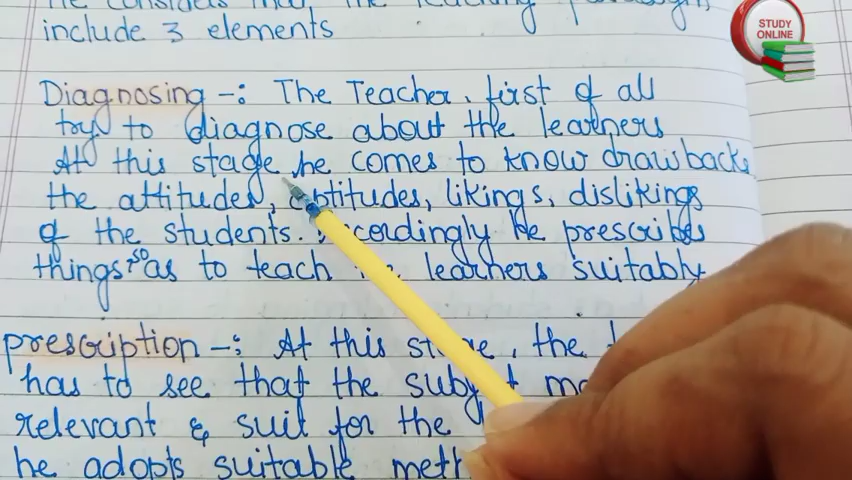 include 3 elements
STUDY
ONLINE
Diagnosing -: The Teacher, first of all
try to diagnose about the learners
At this stage, he comes to know drawbacks
the attitudes, aptitudes, likings, dislikings
of the students. Accordingly he prescribes
things, so as to teach learners suitably
prescription -: At this stage, the
has to see that the
relevant & suit for the
he adopts suitable